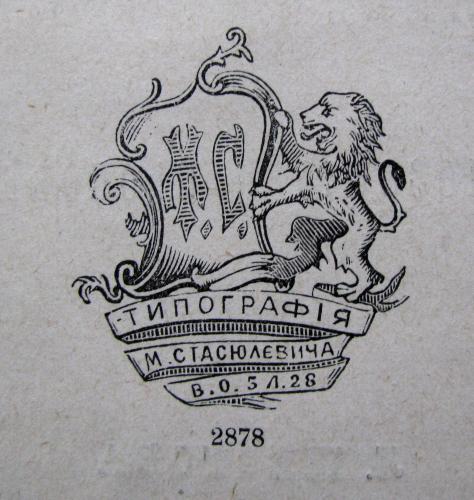 М. С.
ТИПОГРАФІЯ
М. СТАСЮЛЕВИЧА
В. О. 5 Л. 28
2878